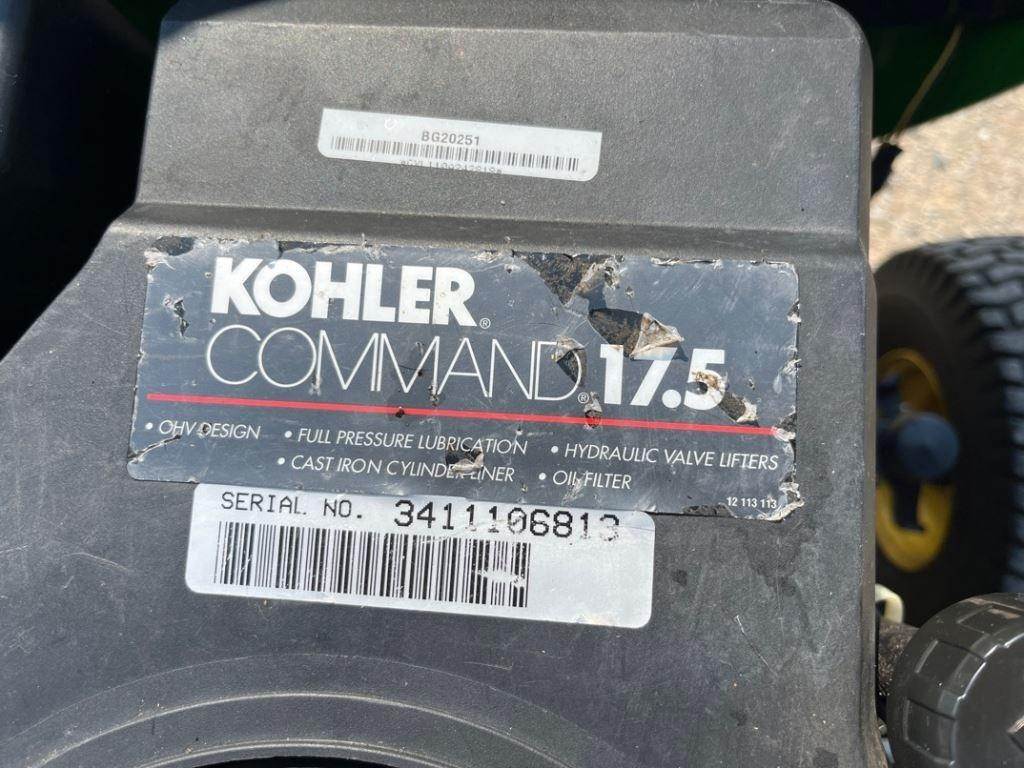 BG20251
KOHLER®
COMMAND® 17.5
• OHV DESIGN • FULL PRESSURE LUBRICATION • HYDRAULIC VALVE LIFTERS
• CAST IRON CYLINDER LINER • OIL FILTER
12 113 113
SERIAL NO. 3411106813